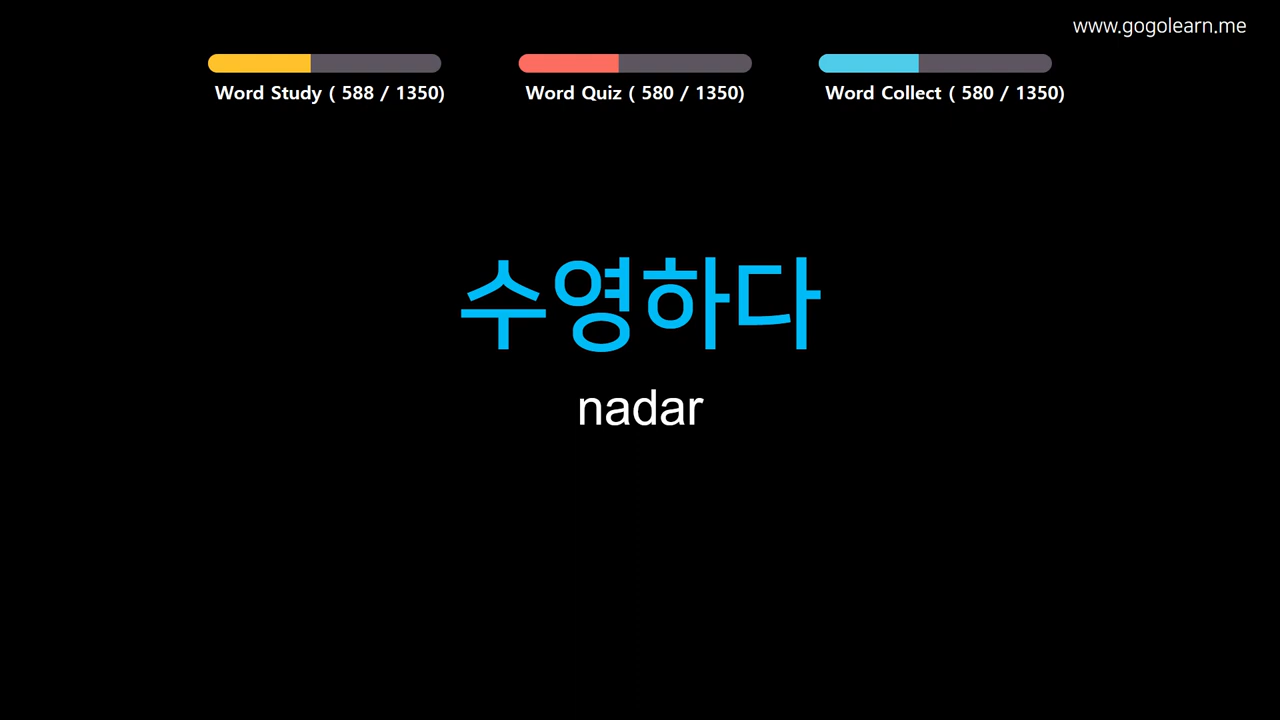 www.gogolearn.me
Word Study ( 588 / 1350)
Word Quiz ( 580 / 1350)
Word Collect ( 580 / 1350)
수영하다
nadar